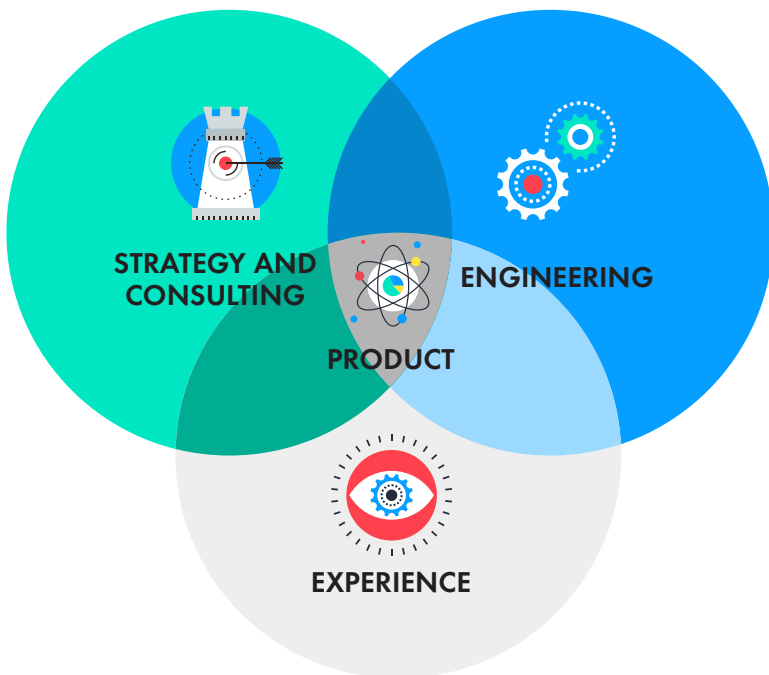 STRATEGY AND
CONSULTING
ENGINEERING
PRODUCT
EXPERIENCE